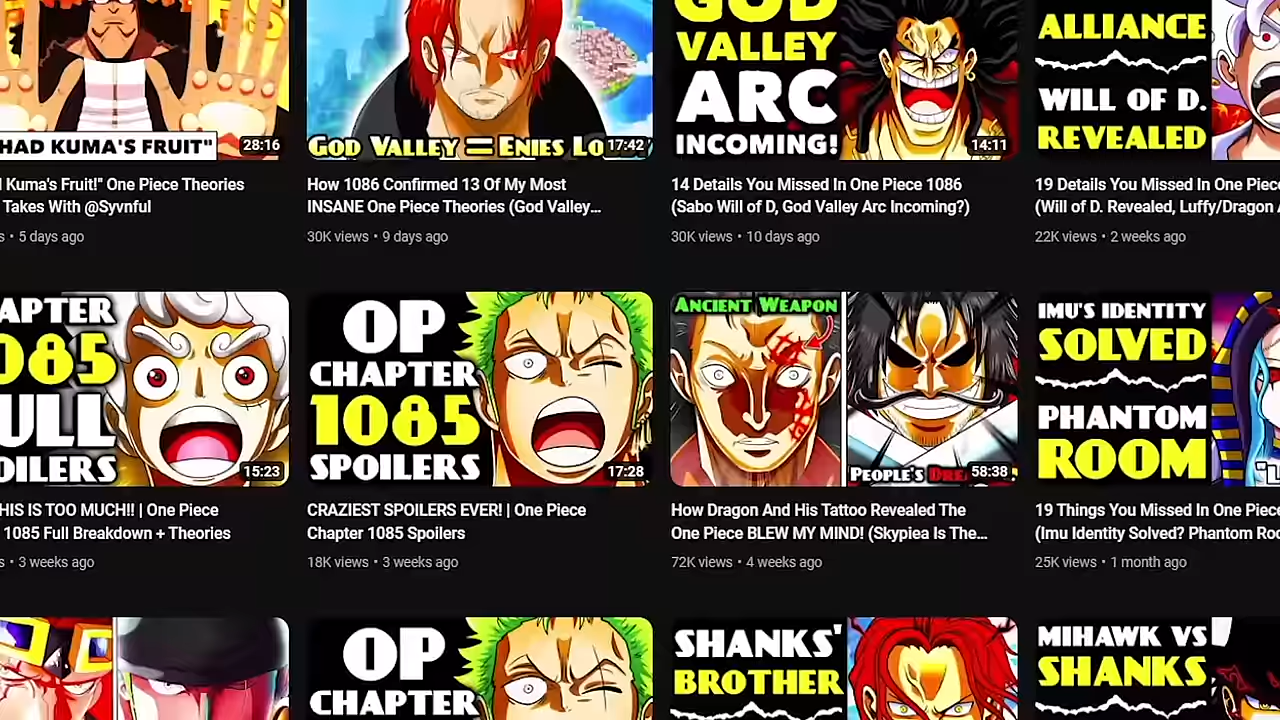 HAD KUMA'S FRUIT"
28:16
Kuma's Fruit!" One Piece Theories
Takes With @Syvnful
5 days ago
GOD VALLEY = ENIES
17:42
How 1086 Confirmed 13 Of My Most
INSANE One Piece Theories (God Valley...
30K views • 9 days ago
GOD
VALLEY
ARC
INCOMING!
14:11
14 Details You Missed In One Piece 1086
(Sabo Will of D, God Valley Arc Incoming?)
30K views • 10 days ago
ALLIANCE
WILL OF D.
REVEALED
19 Details You Missed In One Piece
(Will of D. Revealed, Luffy/Dragon
22K views • 2 weeks ago
APTER
085
ULL
OILERS
15:23
HIS IS TOO MUCH!! | One Piece
1085 Full Breakdown + Theories
3 weeks ago
OP
CHAPTER
1085
SPOILERS
17:28
CRAZIEST SPOILERS EVER! | One Piece
Chapter 1085 Spoilers
18K views • 3 weeks ago
ANCIENT WEAPON
PEOPLE'S
58:38
How Dragon And His Tattoo Revealed The
One Piece BLEW MY MIND! (Skypiea Is The...
72K views • 4 weeks ago
IMU'S IDENTITY
SOLVED
PHANTOM
ROOM
19 Things You Missed In One Piece
(Imu Identity Solved? Phantom Roo
25K views • 1 month ago
OP
CHAPTER
SHANKS'
BROTHER
MIHAWK VS
SHANKS